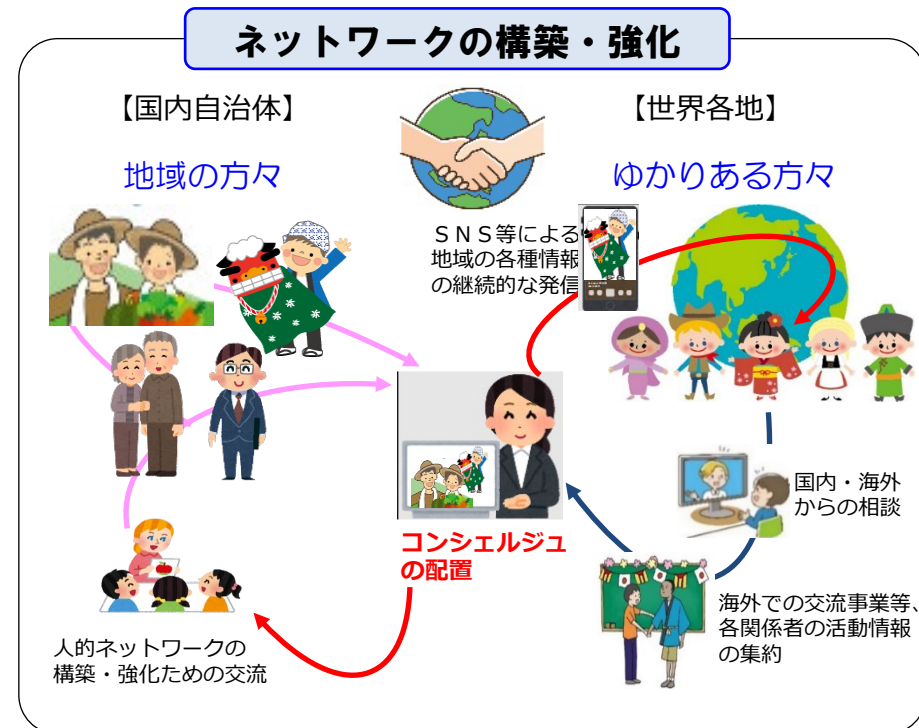 ネットワークの構築・強化
【国内自治体】
【世界各地】
地域の方々
ゆかりある方々
ＳＮＳ等による
地域の各種情報
の継続的な発信
コンシェルジュ
の配置
国内・海外
からの相談
海外での交流事業等、
各関係者の活動情報
の集約
人的ネットワークの
構築・強化ための交流